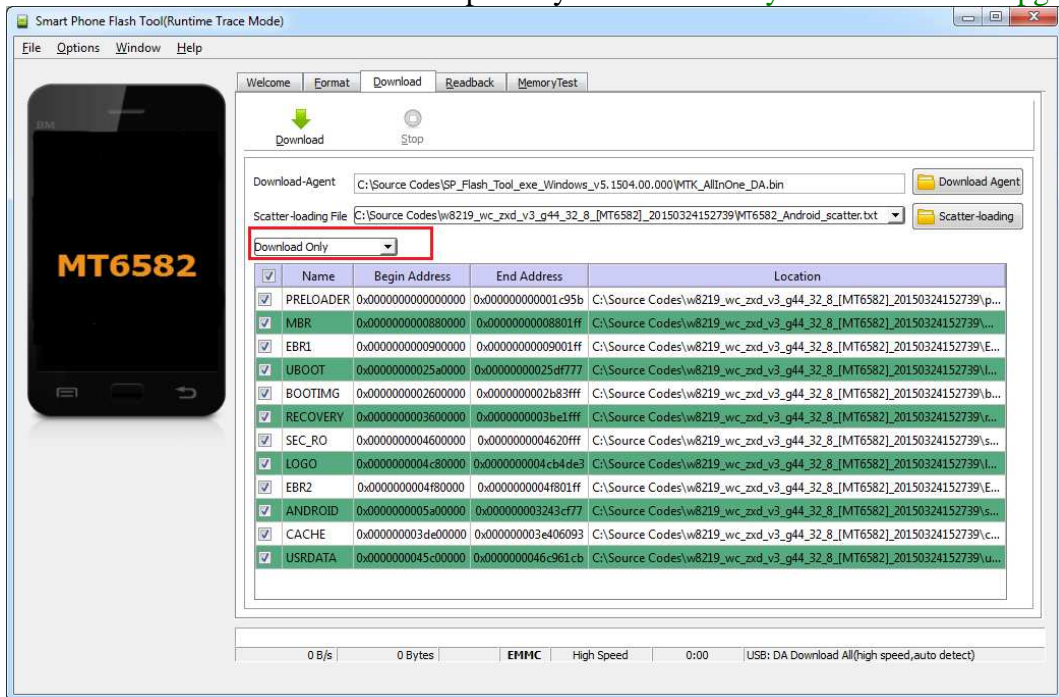 Smart Phone Flash Tool(Runtime Trace Mode)
File Options Window Help
Welcome Format Download Readback MemoryTest
BM
Download Stop
Download-Agent C:\Source Codes\SP_Flash_Tool_exe_Windows_v5.1504.00.000\MTK_AllInOne_DA.bin Download Agent
Scatter-loading File C:\Source Codes\w8219_wc_zxd_v3_g44_32_8_[MT6582]_20150324152739\MT6582_Android_scatter.txt Scatter-loading
Download Only
MT6582
Name Begin Address End Address Location
PRELOADER 0x0000000000000000 0x000000000001c95b C:\Source Codes\w8219_wc_zxd_v3_g44_32_8_[MT6582]_20150324152739\p...
MBR 0x0000000000880000 0x00000000008801ff C:\Source Codes\w8219_wc_zxd_v3_g44_32_8_[MT6582]_20150324152739\...
EBR1 0x0000000000900000 0x00000000009001ff C:\Source Codes\w8219_wc_zxd_v3_g44_32_8_[MT6582]_20150324152739\E...
UBOOT 0x00000000025a0000 0x00000000025df777 C:\Source Codes\w8219_wc_zxd_v3_g44_32_8_[MT6582]_20150324152739\l...
BOOTIMG 0x0000000002600000 0x0000000002b83fff C:\Source Codes\w8219_wc_zxd_v3_g44_32_8_[MT6582]_20150324152739\b...
RECOVERY 0x0000000003600000 0x0000000003be1fff C:\Source Codes\w8219_wc_zxd_v3_g44_32_8_[MT6582]_20150324152739\r...
SEC_RO 0x0000000004600000 0x0000000004620fff C:\Source Codes\w8219_wc_zxd_v3_g44_32_8_[MT6582]_20150324152739\s...
LOGO 0x0000000004c80000 0x0000000004cb4de3 C:\Source Codes\w8219_wc_zxd_v3_g44_32_8_[MT6582]_20150324152739\l...
EBR2 0x0000000004f80000 0x0000000004f801ff C:\Source Codes\w8219_wc_zxd_v3_g44_32_8_[MT6582]_20150324152739\E...
ANDROID 0x0000000005a00000 0x000000003243cf77 C:\Source Codes\w8219_wc_zxd_v3_g44_32_8_[MT6582]_20150324152739\s...
CACHE 0x000000003de00000 0x000000003e406093 C:\Source Codes\w8219_wc_zxd_v3_g44_32_8_[MT6582]_20150324152739\c...
USRDATA 0x0000000045c00000 0x0000000046c961cb C:\Source Codes\w8219_wc_zxd_v3_g44_32_8_[MT6582]_20150324152739\u...
0 B/s 0 Bytes EMMC High Speed 0:00 USB: DA Download All(high speed,auto detect)